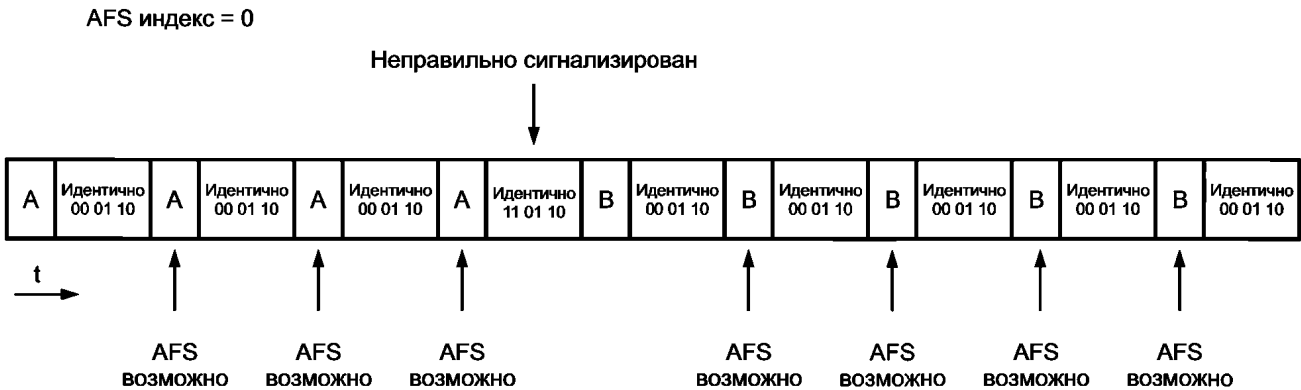 AFS индекс = 0
Неправильно сигнализирован
A
Идентично
00 01 10
A
Идентично
00 01 10
A
Идентично
00 01 10
A
Идентично
11 01 10
B
Идентично
00 01 10
B
Идентично
00 01 10
B
Идентично
00 01 10
B
Идентично
00 01 10
B
Идентично
00 01 10
t
AFS
возможно
AFS
возможно
AFS
возможно
AFS
возможно
AFS
возможно
AFS
возможно
AFS
возможно